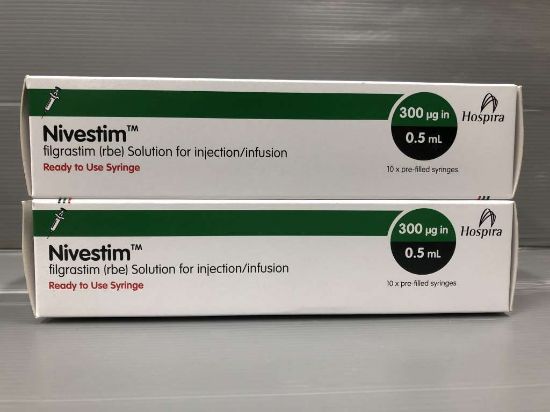 Nivestim™
filgrastim (rbe) Solution for injection/infusion
Ready to Use Syringe
300 µg in
0.5 mL
Hospira
10 x pre-filled syringes
Nivestim™
filgrastim (rbe) Solution for injection/infusion
Ready to Use Syringe
300 µg in
0.5 mL
Hospira
10 x pre-filled syringes